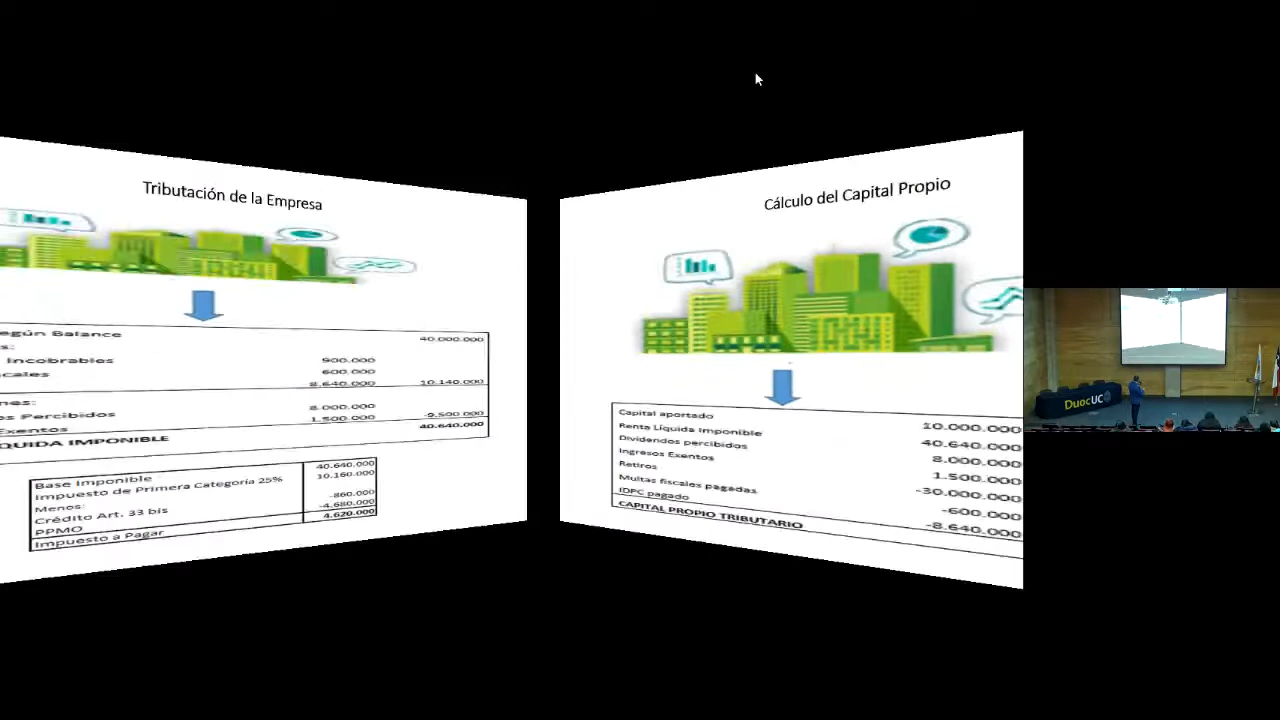 Tributación de la Empresa
egún Balance 40.000.000
s:
Incobrables 900.000
cales 600.000
8.640.000 10.140.000
nes:
os Percibidos 8.000.000
Exentos 1.500.000 -9.500.000
QUIDA IMPONIBLE 40.640.000
Base Imponible 40.640.000
Impuesto de Primera Categoría 25% 10.160.000
Menos:
Crédito Art. 33 bis -860.000
PPMO -4.680.000
Impuesto a Pagar 4.620.000
Cálculo del Capital Propio
Capital aportado 10.000.000
Renta Líquida Imponible 40.640.000
Dividendos percibidos 8.000.000
Ingresos Exentos 1.500.000
Retiros -30.000.000
Multas fiscales pagadas -600.000
IDPC pagado -8.640.000
CAPITAL PROPIO TRIBUTARIO
DuocUC